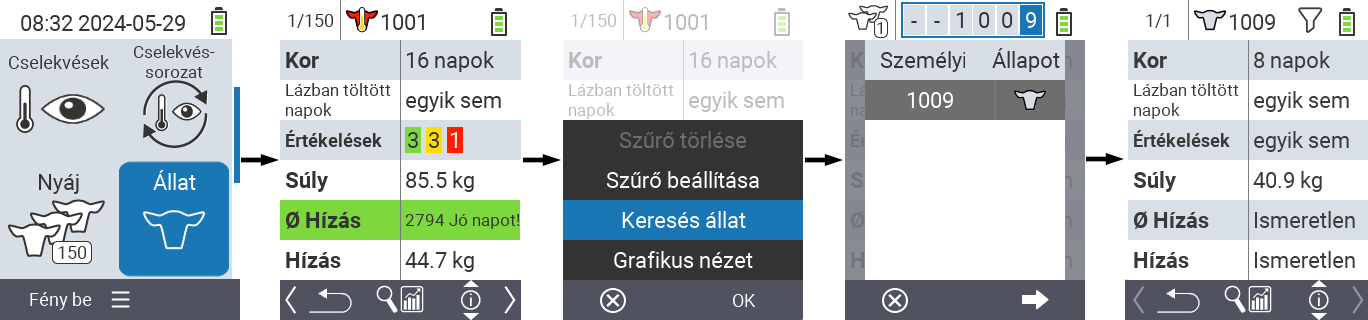 08:32 2024-05-29
Cselekvések
Cselekvés-
sorozat
Nyáj
150
Állat
Fény be
1/150 1001
Kor 16 napok
Lázban töltött
napok egyik sem
Értékelések 3 3 1
Súly 85.5 kg
Ø Hízás 2794 Jó napot!
Hízás 44.7 kg
1/150 1001
Kor 16 napok
Lázban töltött
napok egyik sem
Szűrő törlése
Szűrő beállítása
Keresés állat
Grafikus nézet
OK
1 --1009
Személyi Állapot
1009
1/1 1009
Kor 8 napok
Lázban töltött
napok egyik sem
Értékelések egyik sem
Súly 40.9 kg
Ø Hízás Ismeretlen
Hízás Ismeretlen